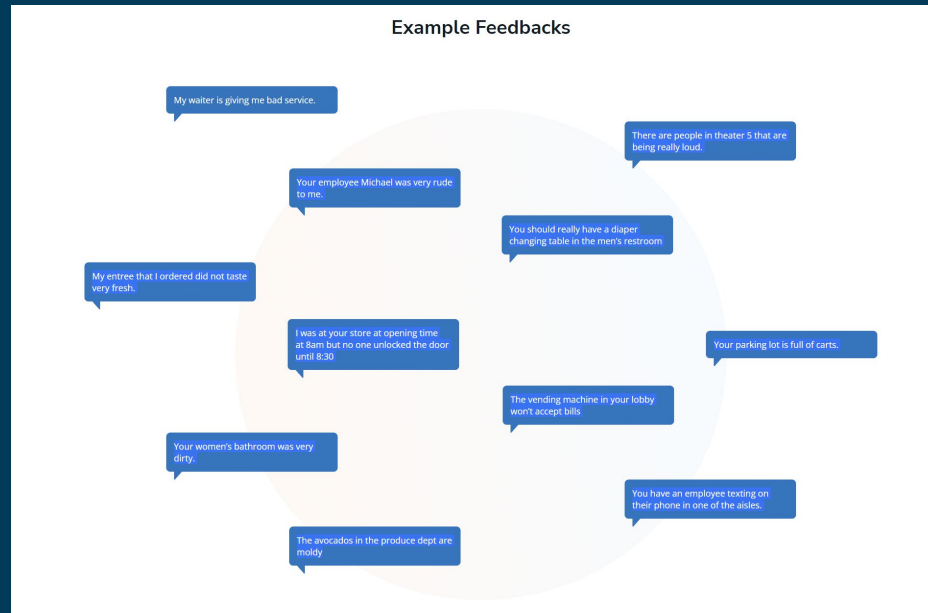 Example Feedbacks
My waiter is giving me bad service.
There are people in theater 5 that are
being really loud.
Your employee Michael was very rude
to me.
You should really have a diaper
changing table in the men's restroom
My entree that I ordered did not taste
very fresh.
I was at your store at opening time
at 8am but no one unlocked the door
until 8:30
Your parking lot is full of carts.
The vending machine in your lobby
won't accept bills
Your women's bathroom was very
dirty.
You have an employee texting on
their phone in one of the aisles.
The avocados in the produce dept are
moldy